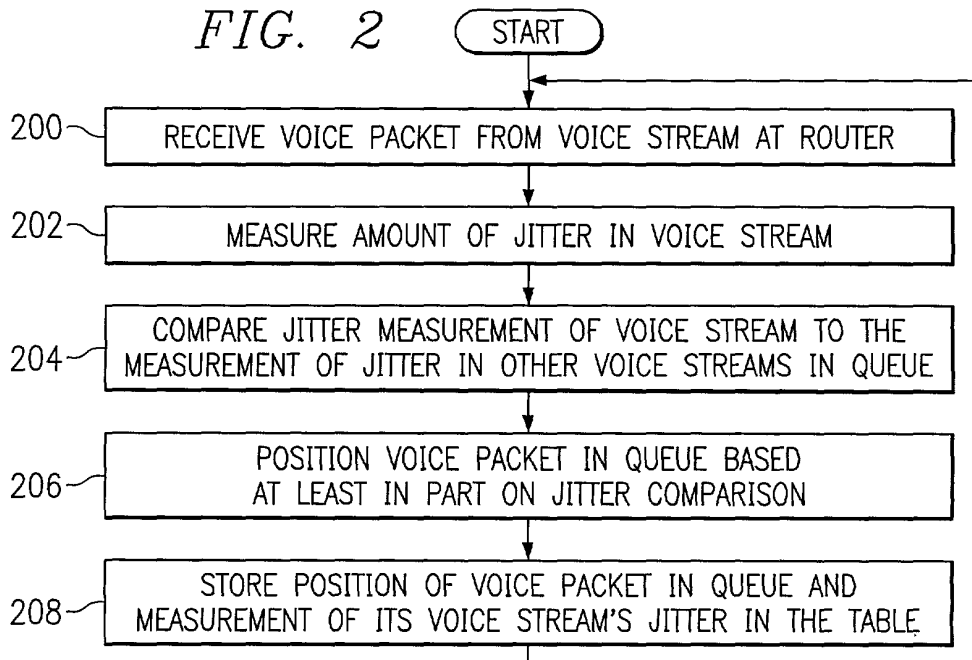 FIG. 2
START
200
RECEIVE VOICE PACKET FROM VOICE STREAM AT ROUTER
202
MEASURE AMOUNT OF JITTER IN VOICE STREAM
204
COMPARE JITTER MEASUREMENT OF VOICE STREAM TO THE
MEASUREMENT OF JITTER IN OTHER VOICE STREAMS IN QUEUE
206
POSITION VOICE PACKET IN QUEUE BASED
AT LEAST IN PART ON JITTER COMPARISON
208
STORE POSITION OF VOICE PACKET IN QUEUE AND
MEASUREMENT OF ITS VOICE STREAM'S JITTER IN THE TABLE